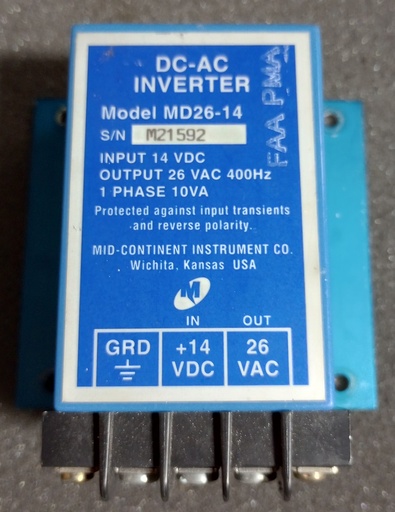 DC-AC
INVERTER
Model MD26-14
S/N M21592
FAA PMA
INPUT 14 VDC
OUTPUT 26 VAC 400Hz
1 PHASE 10VA
Protected against input transients
and reverse polarity.
MID-CONTINENT INSTRUMENT CO.
Wichita, Kansas USA
M
IN OUT
GRD +14 26
VDC VAC